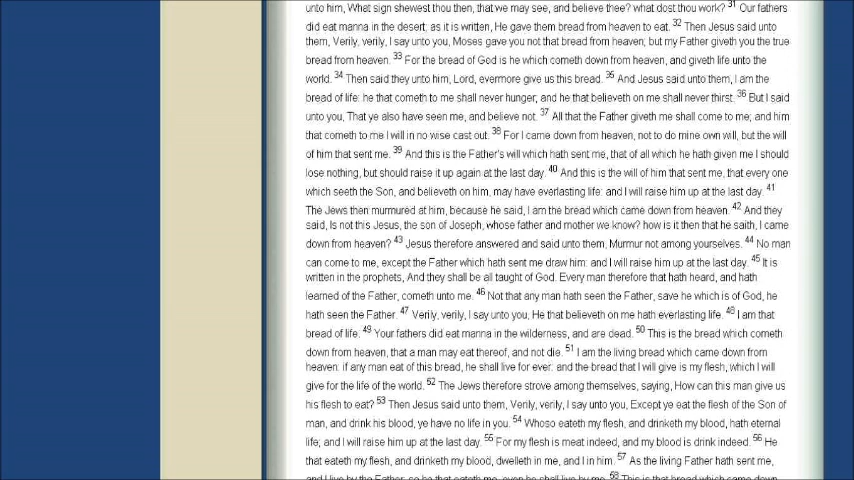 unto him, What sign shewest thou then, that we may see, and believe thee? what dost thou work? 31 Our fathers
did eat manna in the desert; as it is written, He gave them bread from heaven to eat. 32 Then Jesus said unto
them, Verily, verily, I say unto you, Moses gave you not that bread from heaven; but my Father giveth you the true
bread from heaven. 33 For the bread of God is he which cometh down from heaven, and giveth life unto the
world. 34 Then said they unto him, Lord, evermore give us this bread. 35 And Jesus said unto them, I am the
bread of life: he that cometh to me shall never hunger; and he that believeth on me shall never thirst. 36 But I said
unto you, That ye also have seen me, and believe not. 37 All that the Father giveth me shall come to me; and him
that cometh to me I will in no wise cast out. 38 For I came down from heaven, not to do mine own will, but the will
of him that sent me. 39 And this is the Father's will which hath sent me, that of all which he hath given me I should
lose nothing, but should raise it up again at the last day. 40 And this is the will of him that sent me, that every one
which seeth the Son, and believeth on him, may have everlasting life: and I will raise him up at the last day. 41
The Jews then murmured at him, because he said, I am the bread which came down from heaven. 42 And they
said, Is not this Jesus, the son of Joseph, whose father and mother we know? how is it then that he saith, I came
down from heaven? 43 Jesus therefore answered and said unto them, Murmur not among yourselves. 44 No man
can come to me, except the Father which hath sent me draw him: and I will raise him up at the last day. 45 It is
written in the prophets, And they shall be all taught of God. Every man therefore that hath heard, and hath
learned of the Father, cometh unto me. 46 Not that any man hath seen the Father, save he which is of God, he
hath seen the Father. 47 Verily, verily, I say unto you, He that believeth on me hath everlasting life. 48 I am that
bread of life. 49 Your fathers did eat manna in the wilderness, and are dead. 50 This is the bread which cometh
down from heaven, that a man may eat thereof, and not die. 51 I am the living bread which came down from
heaven: if any man eat of this bread, he shall live for ever: and the bread that I will give is my flesh, which I will
give for the life of the world. 52 The Jews therefore strove among themselves, saying, How can this man give us
his flesh to eat? 53 Then Jesus said unto them, Verily, verily, I say unto you, Except ye eat the flesh of the Son of
man, and drink his blood, ye have no life in you. 54 Whoso eateth my flesh, and drinketh my blood, hath eternal
life; and I will raise him up at the last day. 55 For my flesh is meat indeed, and my blood is drink indeed. 56 He
that eateth my flesh, and drinketh my blood, dwelleth in me, and I in him. 57 As the living Father hath sent me,
and I live by the Father: so he that eateth me, even he shall live by me. 58 This is that bread which came down